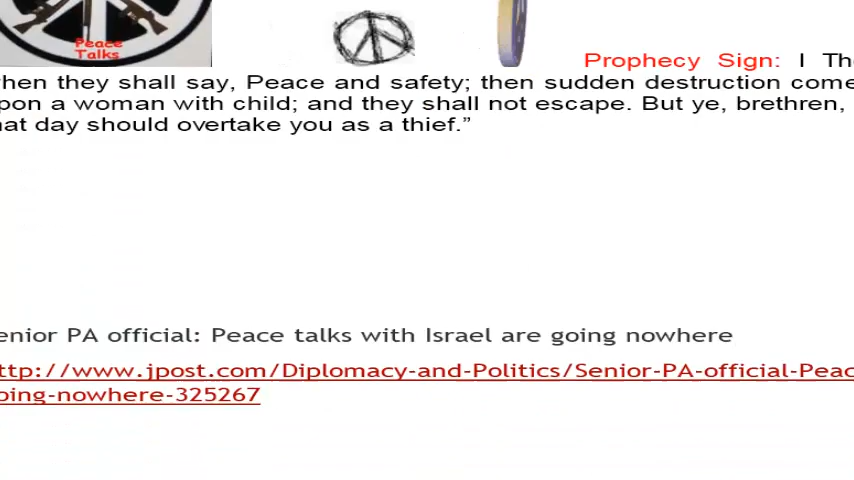 Peace
Talks
Prophecy Sign: I Th
hen they shall say, Peace and safety; then sudden destruction come
pon a woman with child; and they shall not escape. But ye, brethren,
hat day should overtake you as a thief.”
enior PA official: Peace talks with Israel are going nowhere
ttp://www.jpost.com/Diplomacy-and-Politics/Senior-PA-official-Peac
oing-nowhere-325267